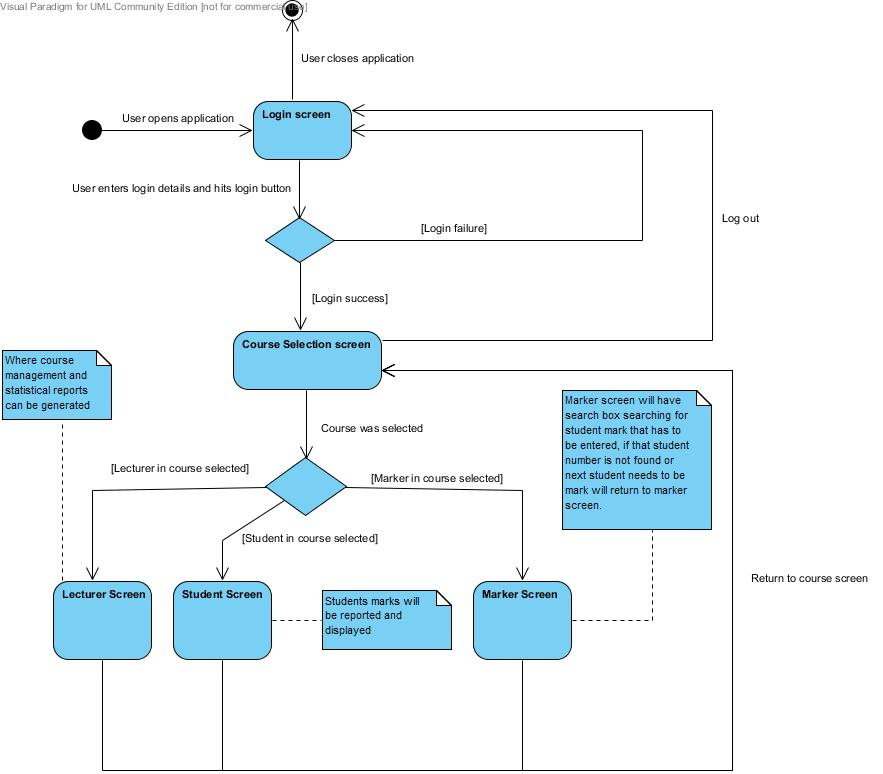 Visual Paradigm for UML Community Edition [not for commercial use]
User closes application
User opens application
Login screen
User enters login details and hits login button
[Login failure]
Log out
[Login success]
Course Selection screen
Where course
management and
statistical reports
can be generated
Marker screen will have
search box searching for
student mark that has to
be entered, if that student
number is not found or
next student needs to be
mark will return to marker
screen.
Course was selected
[Lecturer in course selected]
[Marker in course selected]
[Student in course selected]
Return to course screen
Lecturer Screen
Student Screen
Students marks will
be reported and
displayed
Marker Screen